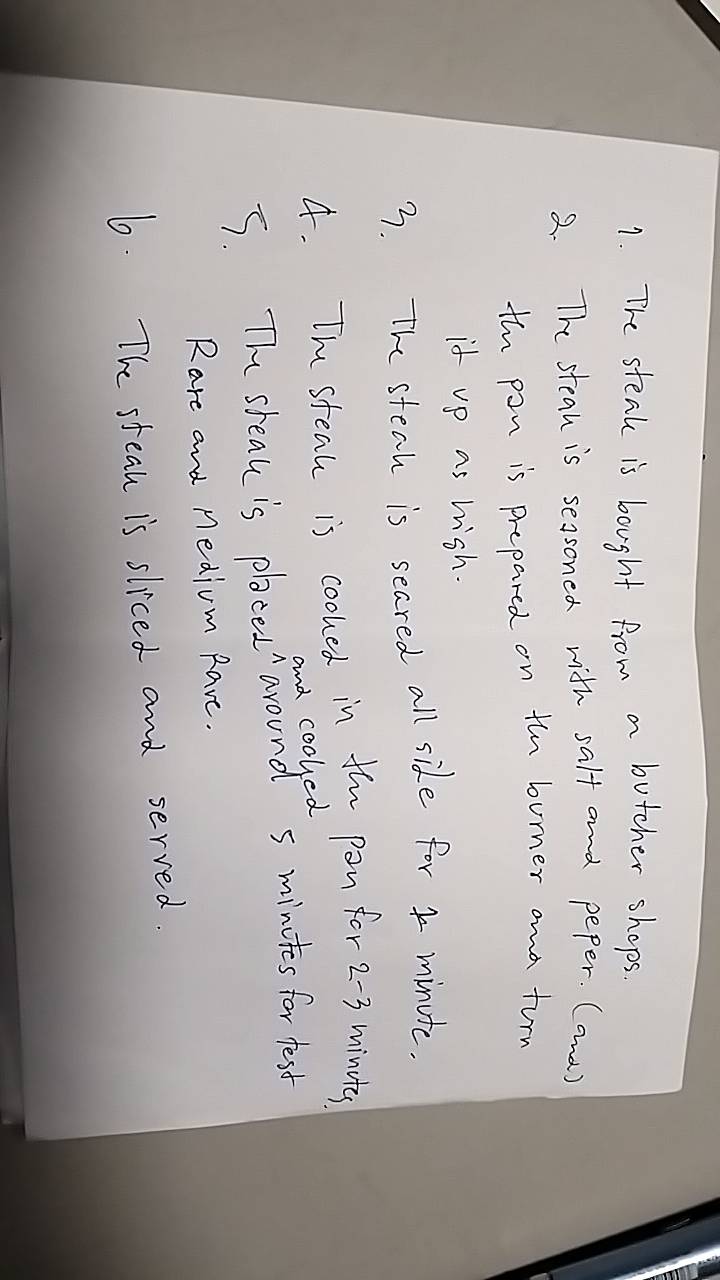 1. The steak is bought from a butcher shops.
2. The steak is seasoned with salt and peper. (and)
the pan is prepared on the burner and turn
it up as high.
3. The steak is seared all side for 1 minute.
4. The steak is cooked in the pan for 2-3 minutes.
and cooked
5. The steak is placed ^ around 5 minutes for test
Rare and Medium Rare.
6. The steak is sliced and served.